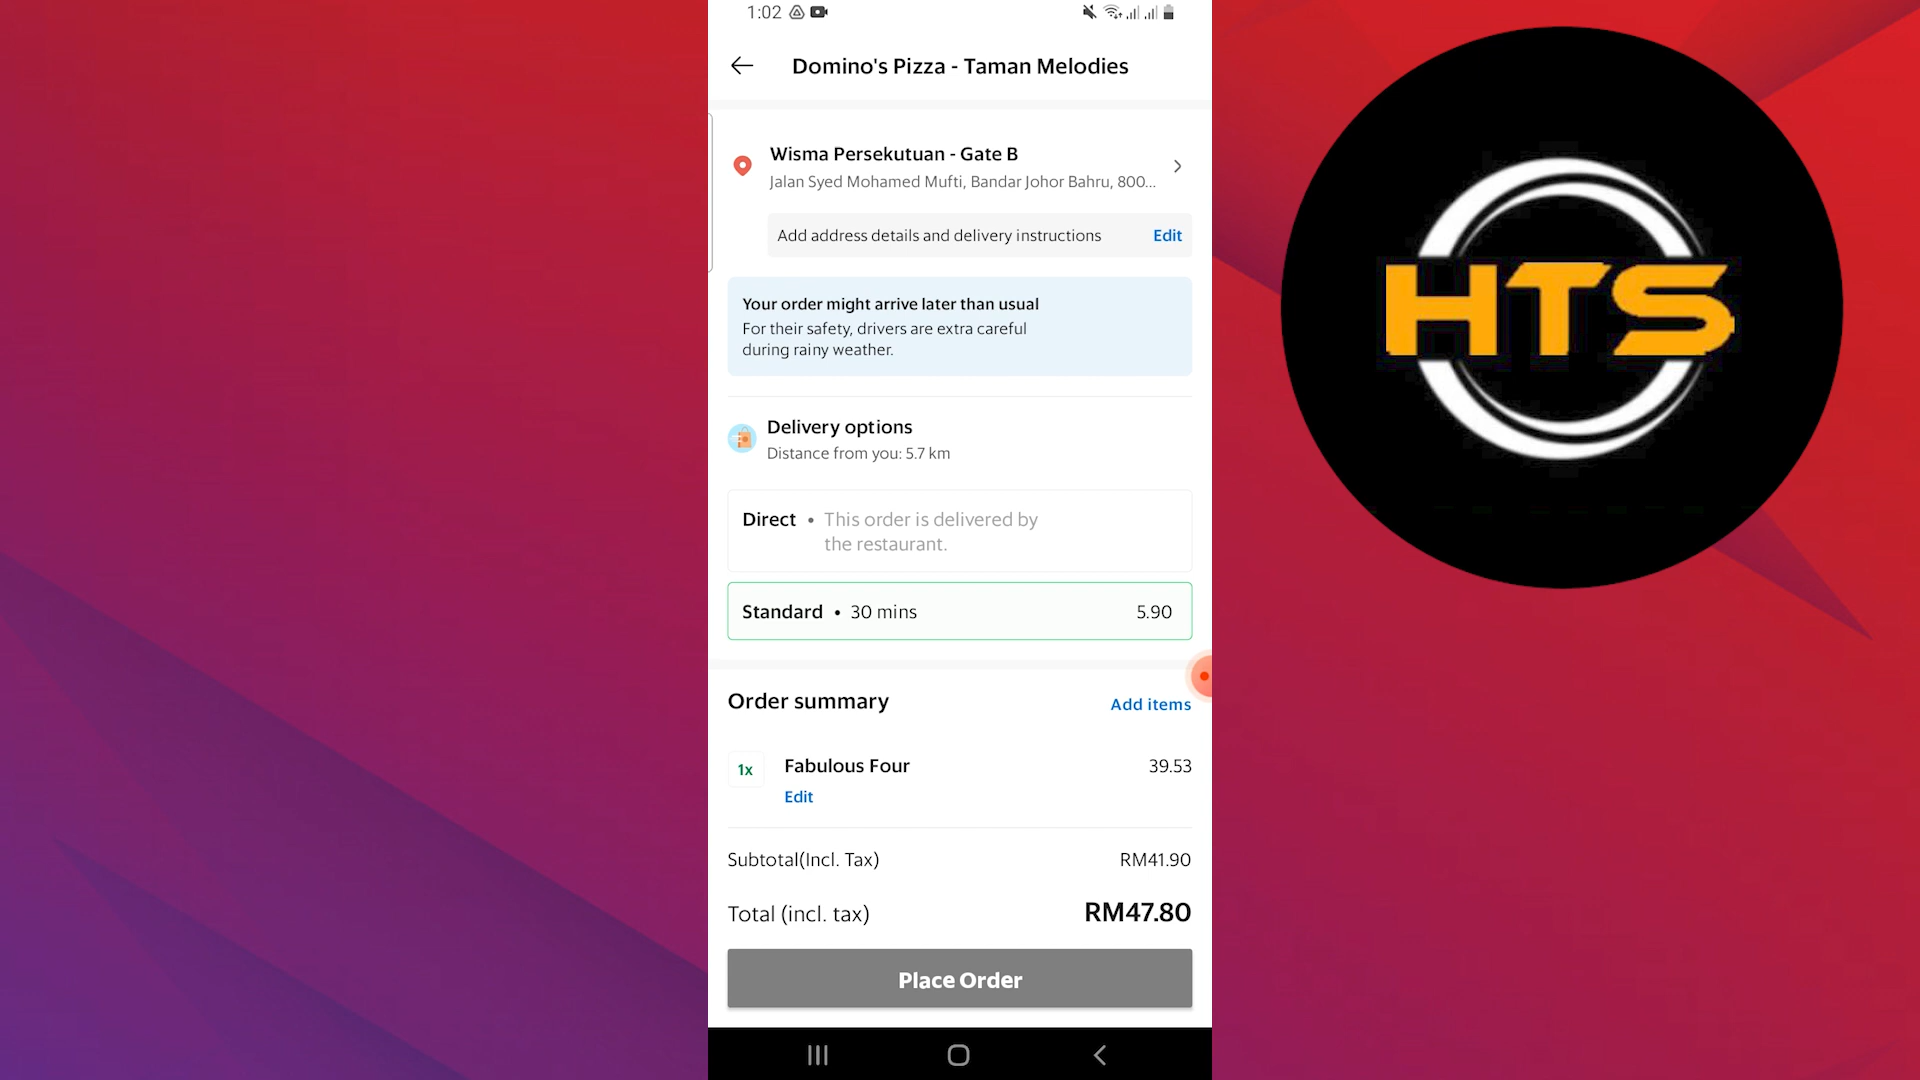 1:02
Domino's Pizza - Taman Melodies
Wisma Persekutuan - Gate B
Jalan Syed Mohamed Mufti, Bandar Johor Bahru, 800...
Add address details and delivery instructions Edit
Your order might arrive later than usual
For their safety, drivers are extra careful
during rainy weather.
Delivery options
Distance from you: 5.7 km
Direct • This order is delivered by
the restaurant.
Standard • 30 mins 5.90
Order summary Add items
1x Fabulous Four 39.53
Edit
Subtotal(Incl. Tax) RM41.90
Total (incl. tax) RM47.80
Place Order
HTS